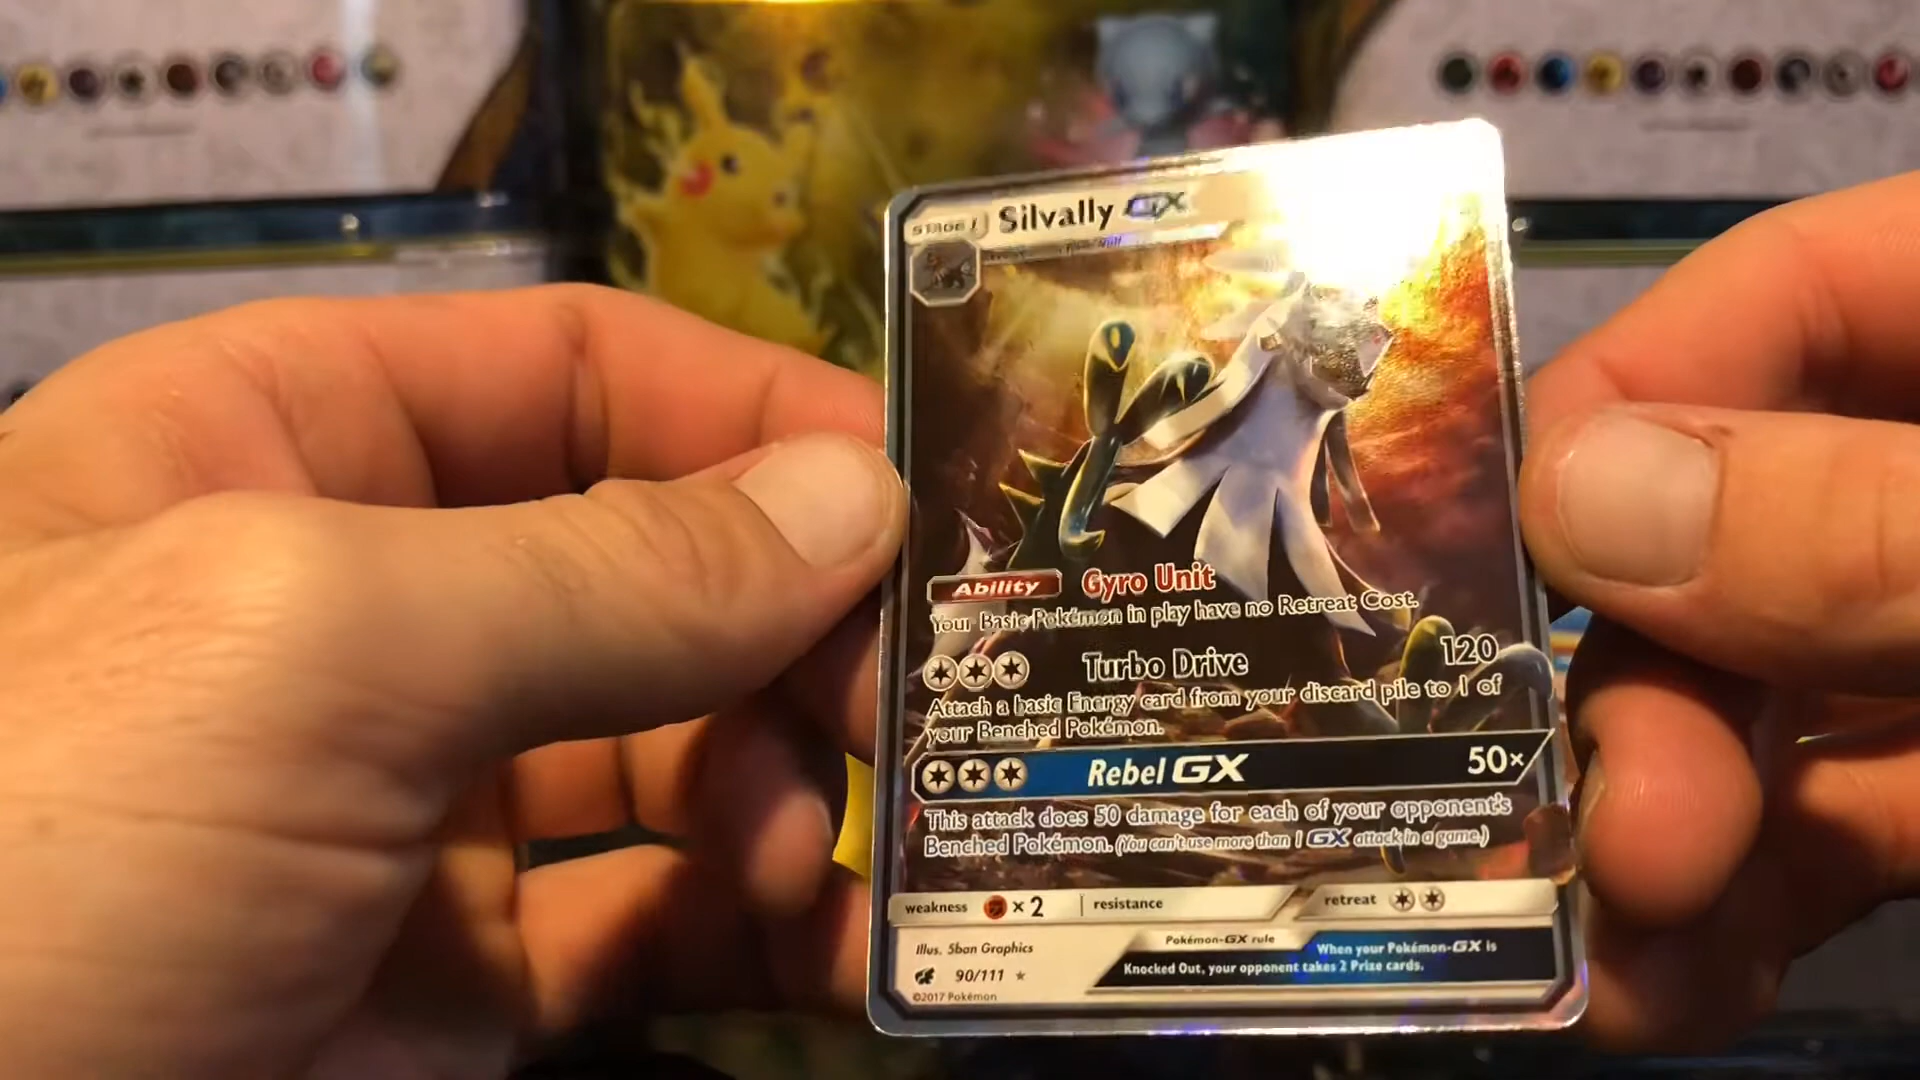 STAGE 1 Silvally GX
Ability Gyro Unit
Your Basic Pokémon in play have no Retreat Cost.
Turbo Drive 120
Attach a basic Energy card from your discard pile to 1 of
your Benched Pokémon.
Rebel GX 50×
This attack does 50 damage for each of your opponent's
Benched Pokémon. (You can't use more than 1 GX attack in a game.)
weakness × 2 resistance retreat
Illus. 5ban Graphics
Pokémon-GX rule
When your Pokémon-GX is
Knocked Out, your opponent takes 2 Prize cards.
90/111
©2017 Pokémon